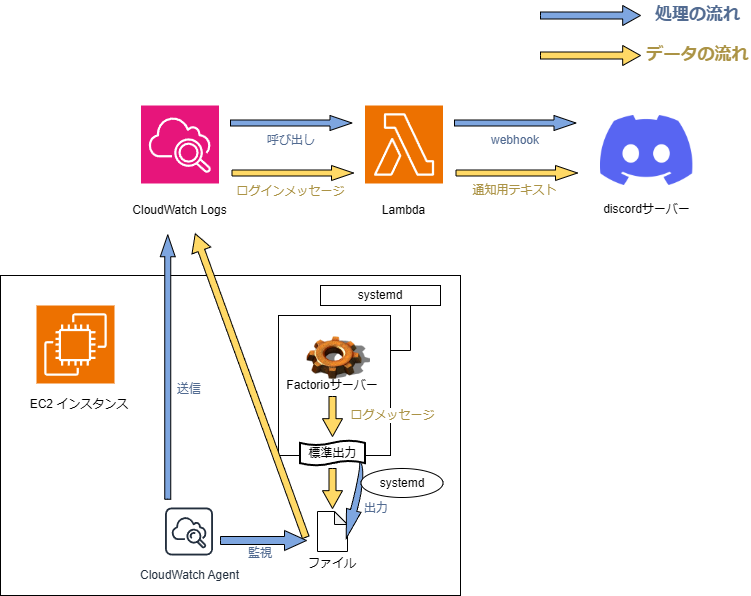 処理の流れ
データの流れ
呼び出し
webhook
ログインメッセージ
通知用テキスト
CloudWatch Logs
Lambda
discordサーバー
systemd
Factorioサーバー
送信
EC2 インスタンス
ログメッセージ
標準出力
systemd
出力
監視
ファイル
CloudWatch Agent